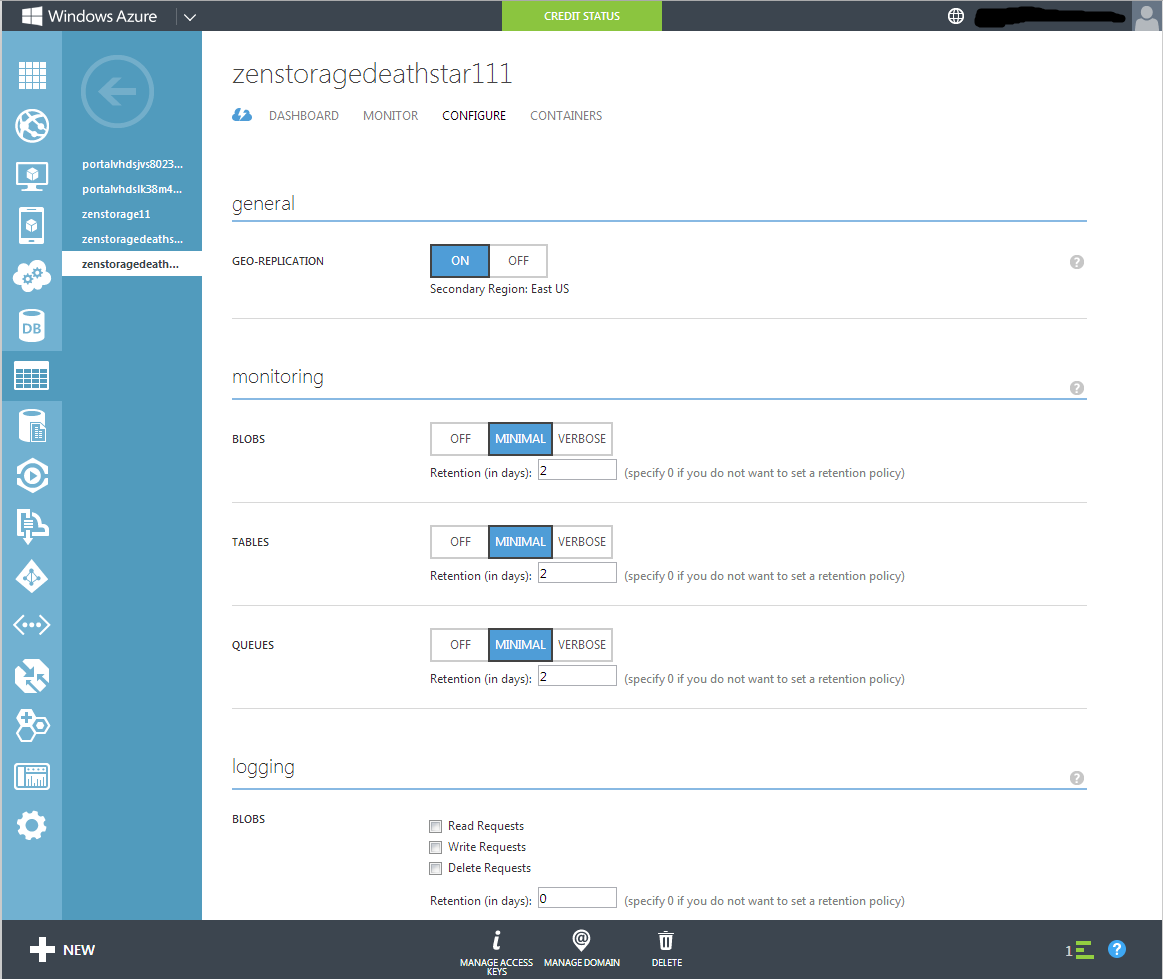 Windows Azure
CREDIT STATUS
portalvhdsjvs8023...
portalvhdslk38m4...
zenstorage11
zenstoragedeaths...
zenstoragedeath...
zenstoragedeathstar111
DASHBOARD MONITOR CONFIGURE CONTAINERS
general
GEO-REPLICATION ON OFF ?
Secondary Region: East US
monitoring ?
BLOBS OFF MINIMAL VERBOSE
Retention (in days): 2 (specify 0 if you do not want to set a retention policy)
TABLES OFF MINIMAL VERBOSE
Retention (in days): 2 (specify 0 if you do not want to set a retention policy)
QUEUES OFF MINIMAL VERBOSE
Retention (in days): 2 (specify 0 if you do not want to set a retention policy)
logging ?
BLOBS
Read Requests
Write Requests
Delete Requests
Retention (in days): 0 (specify 0 if you do not want to set a retention policy)
DB
NEW
MANAGE ACCESS
KEYS
MANAGE DOMAIN
DELETE
1
?